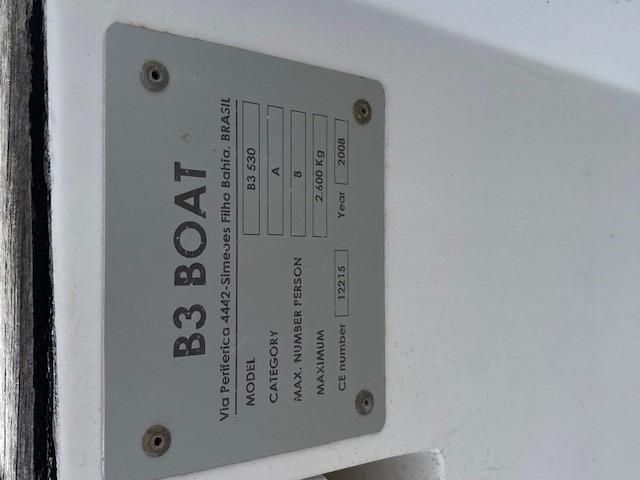 B3 BOAT
Via Periferica 4442-Simeoes Filho Bahia. BRASIL
MODEL B3 530
CATEGORY A
MAX. NUMBER PERSON 8
MAXIMUM 2.600 Kg
CE number 12215 Year 2008